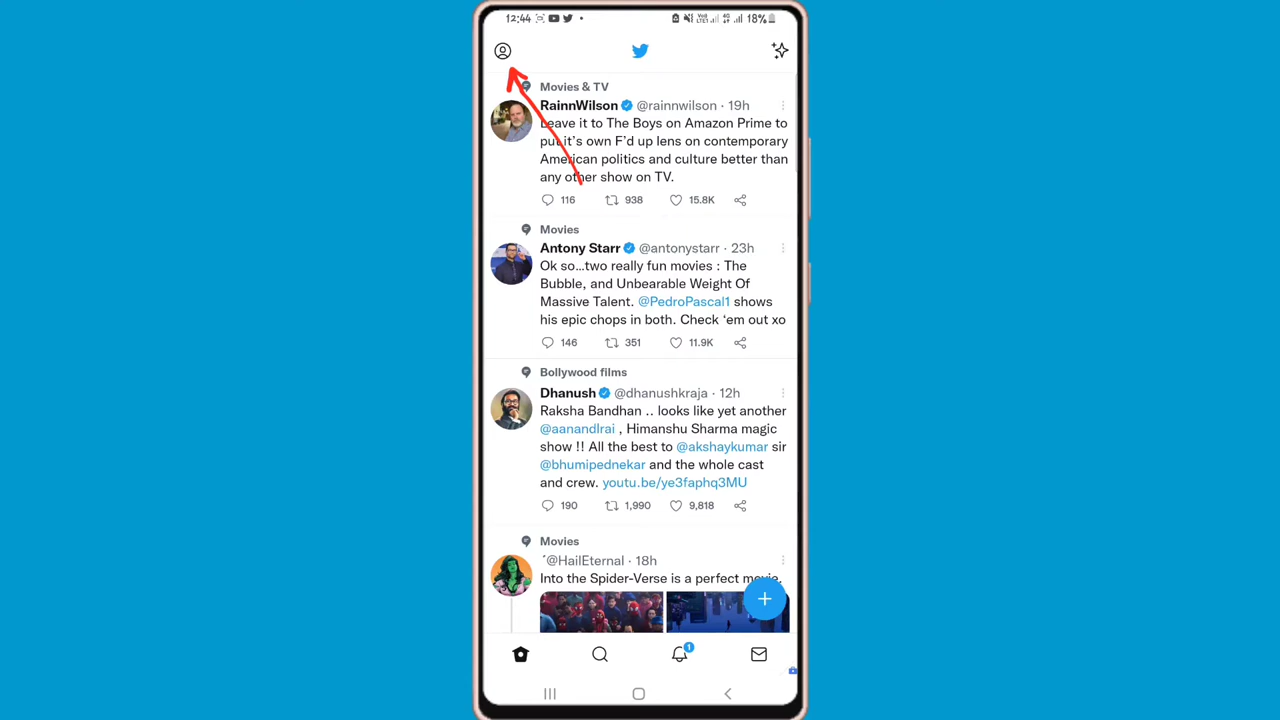 12:44 18%
Movies & TV
RainnWilson @rainnwilson · 19h
Leave it to The Boys on Amazon Prime to
put it's own F'd up lens on contemporary
American politics and culture better than
any other show on TV.
116 938 15.8K
Movies
Antony Starr @antonystarr · 23h
Ok so...two really fun movies : The
Bubble, and Unbearable Weight Of
Massive Talent. @PedroPascal1 shows
his epic chops in both. Check 'em out xo
146 351 11.9K
Bollywood films
Dhanush @dhanushkraja · 12h
Raksha Bandhan .. looks like yet another
@aanandlrai , Himanshu Sharma magic
show !! All the best to @akshaykumar sir
@bhumipednekar and the whole cast
and crew. youtu.be/ye3faphq3MU
190 1,990 9,818
Movies
´@HailEternal · 18h
Into the Spider-Verse is a perfect movie.
1